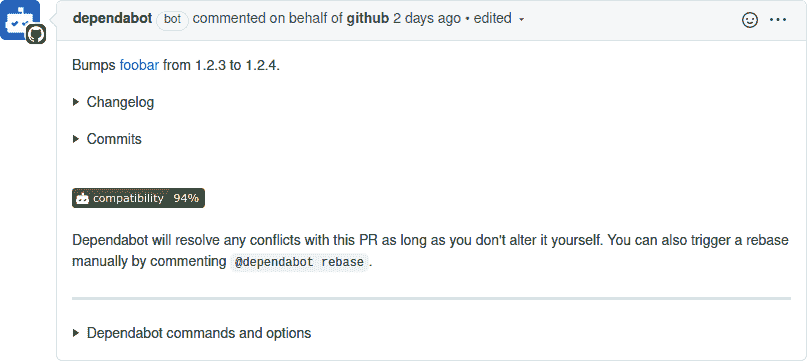 dependabot bot commented on behalf of github 2 days ago • edited
Bumps foobar from 1.2.3 to 1.2.4.
Changelog
Commits
compatibility 94%
Dependabot will resolve any conflicts with this PR as long as you don't alter it yourself. You can also trigger a rebase
manually by commenting @dependabot rebase.
Dependabot commands and options